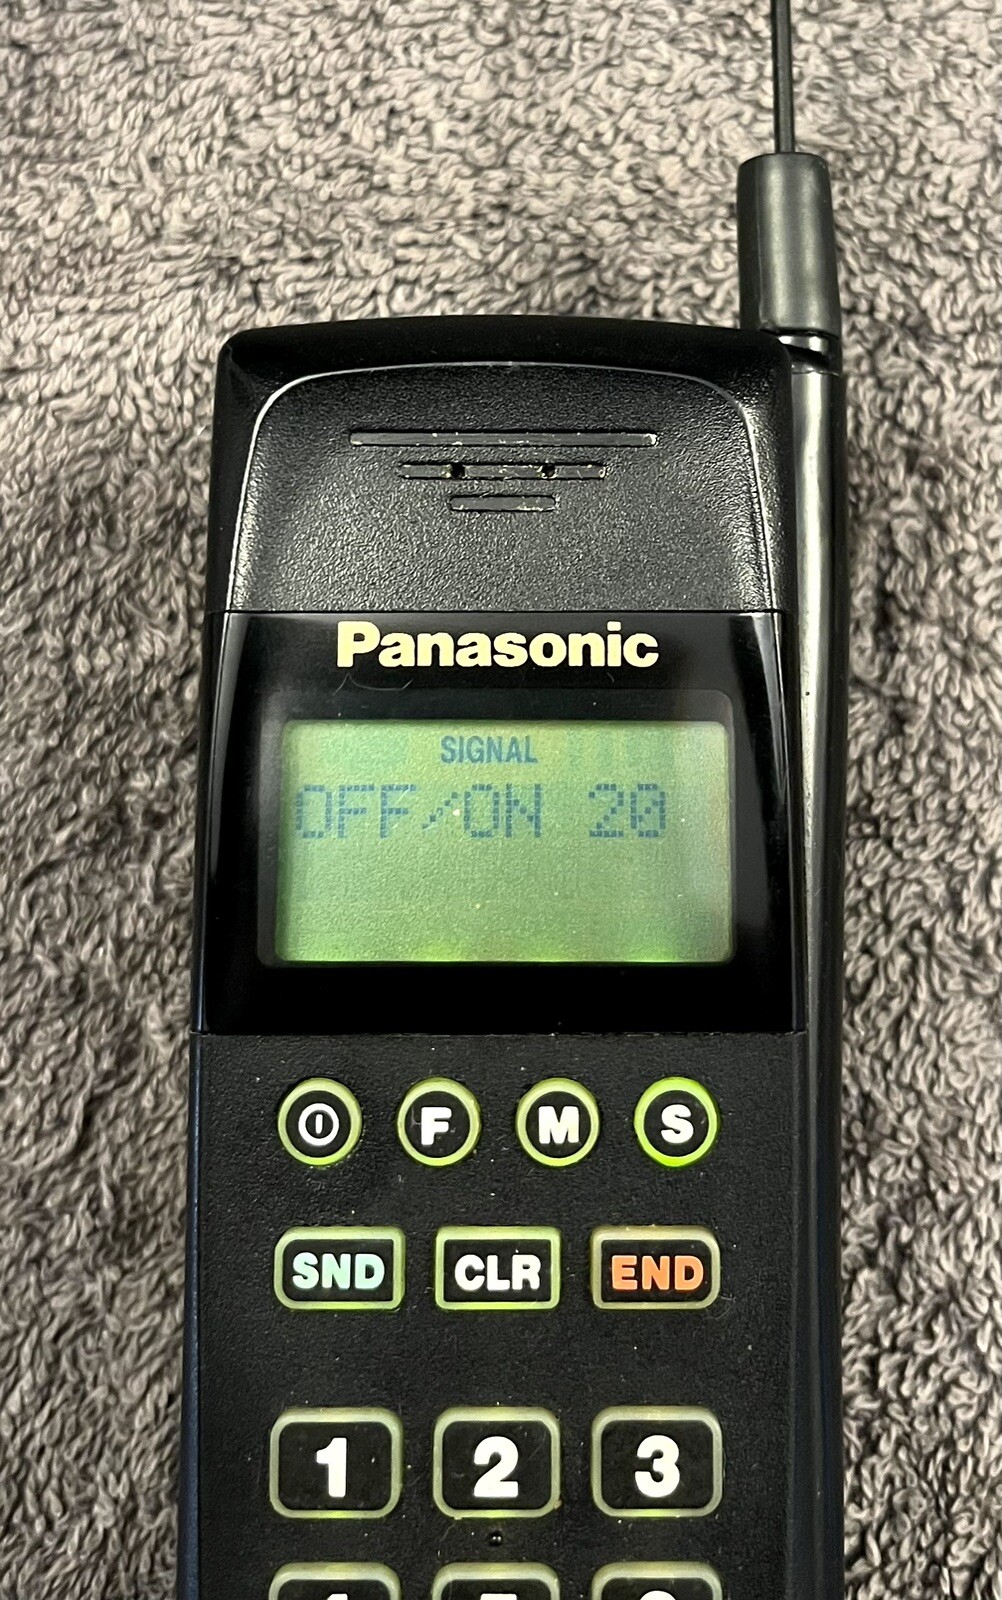 Panasonic
SIGNAL
OFF/ON 20
F M S
SND CLR END
1 2 3